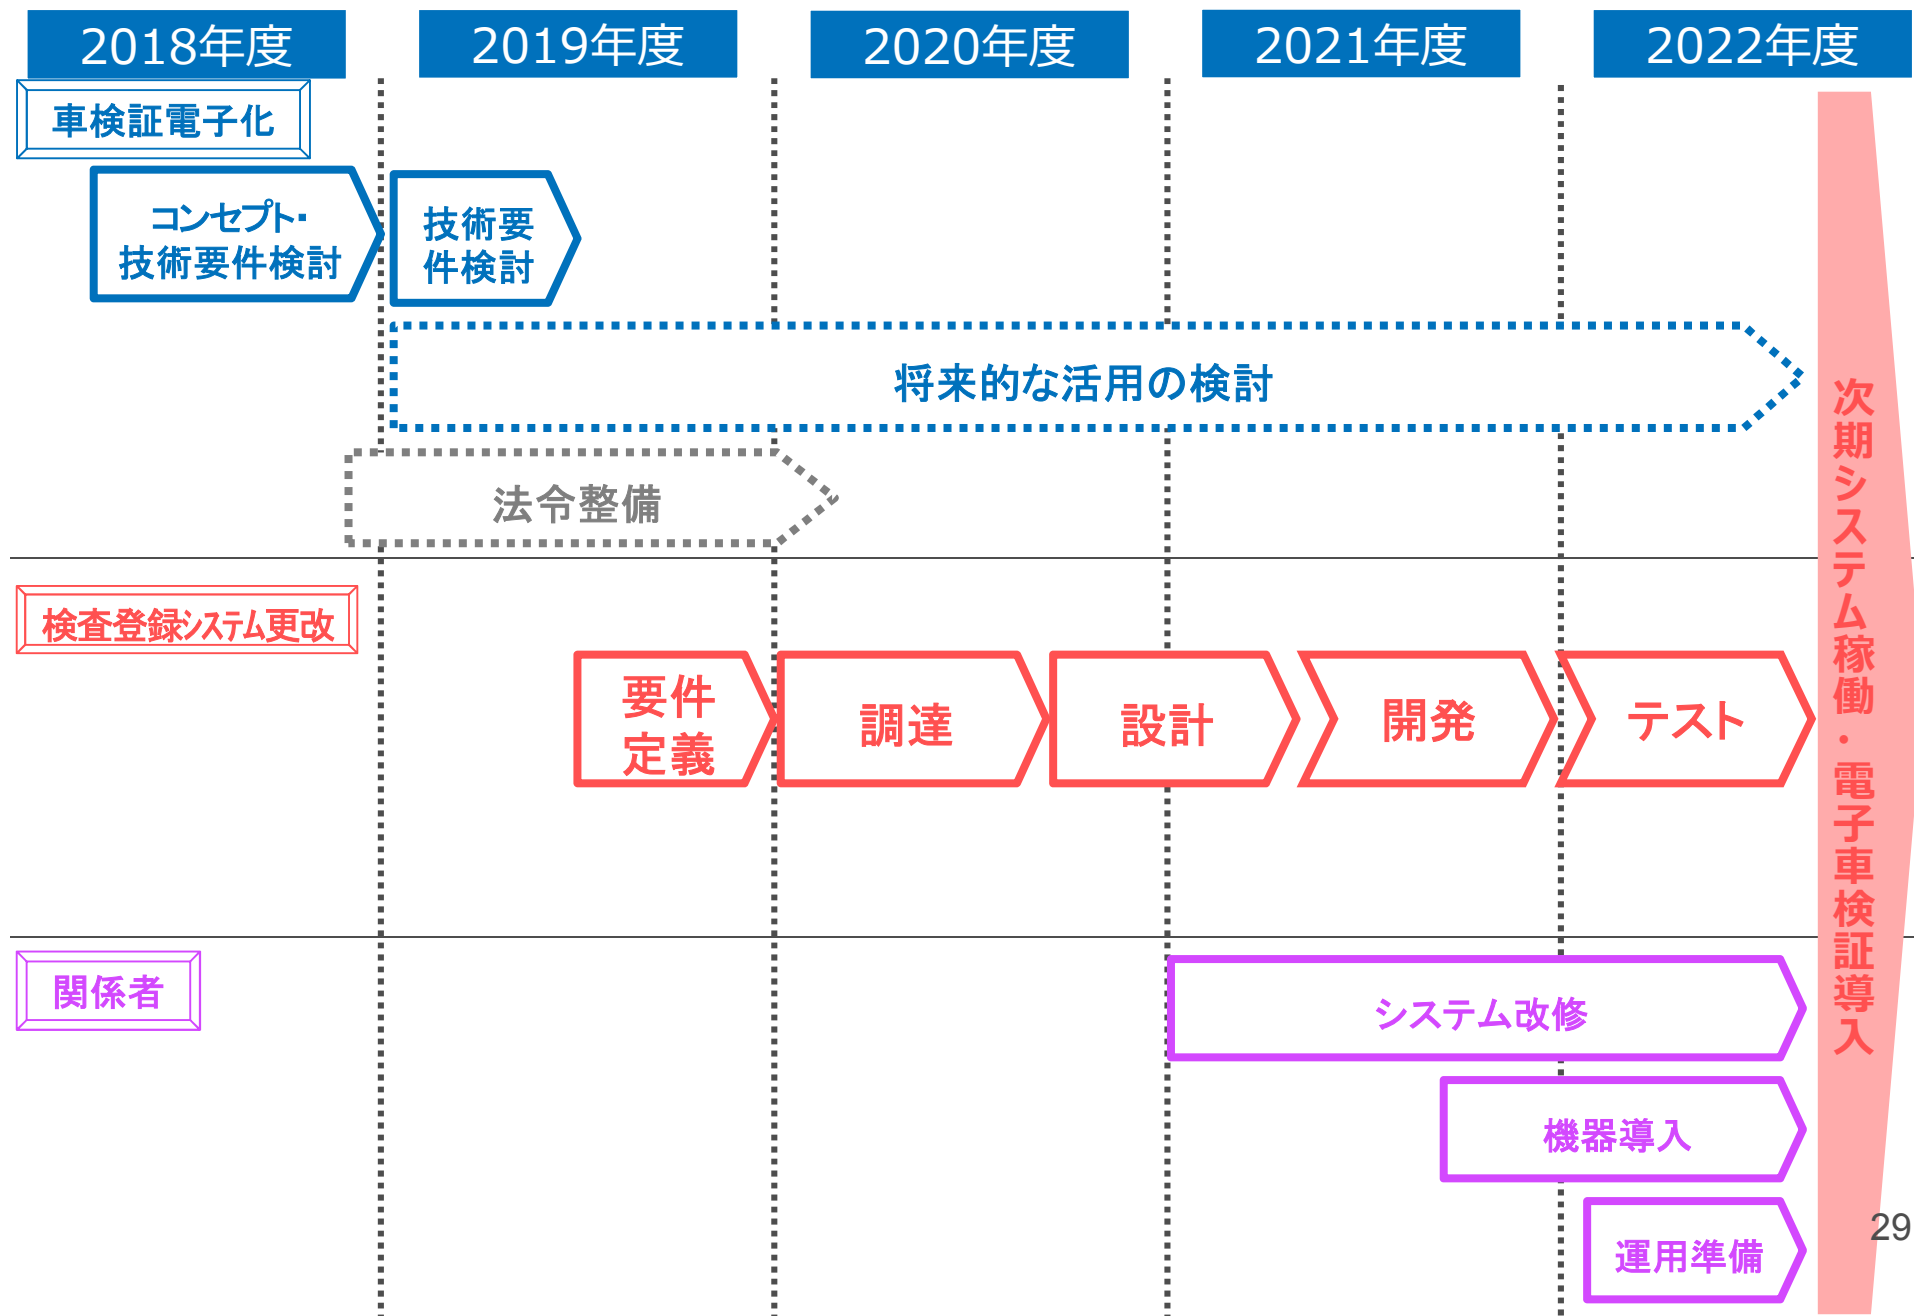 2018年度
2019年度
2020年度
2021年度
2022年度
車検証電子化
コンセプト・
技術要件検討
技術要
件検討
将来的な活用の検討
法令整備
検査登録システム更改
要件
定義
調達
設計
開発
テスト
関係者
システム改修
機器導入
運用準備
次期システム稼働・電子車検証導入
29